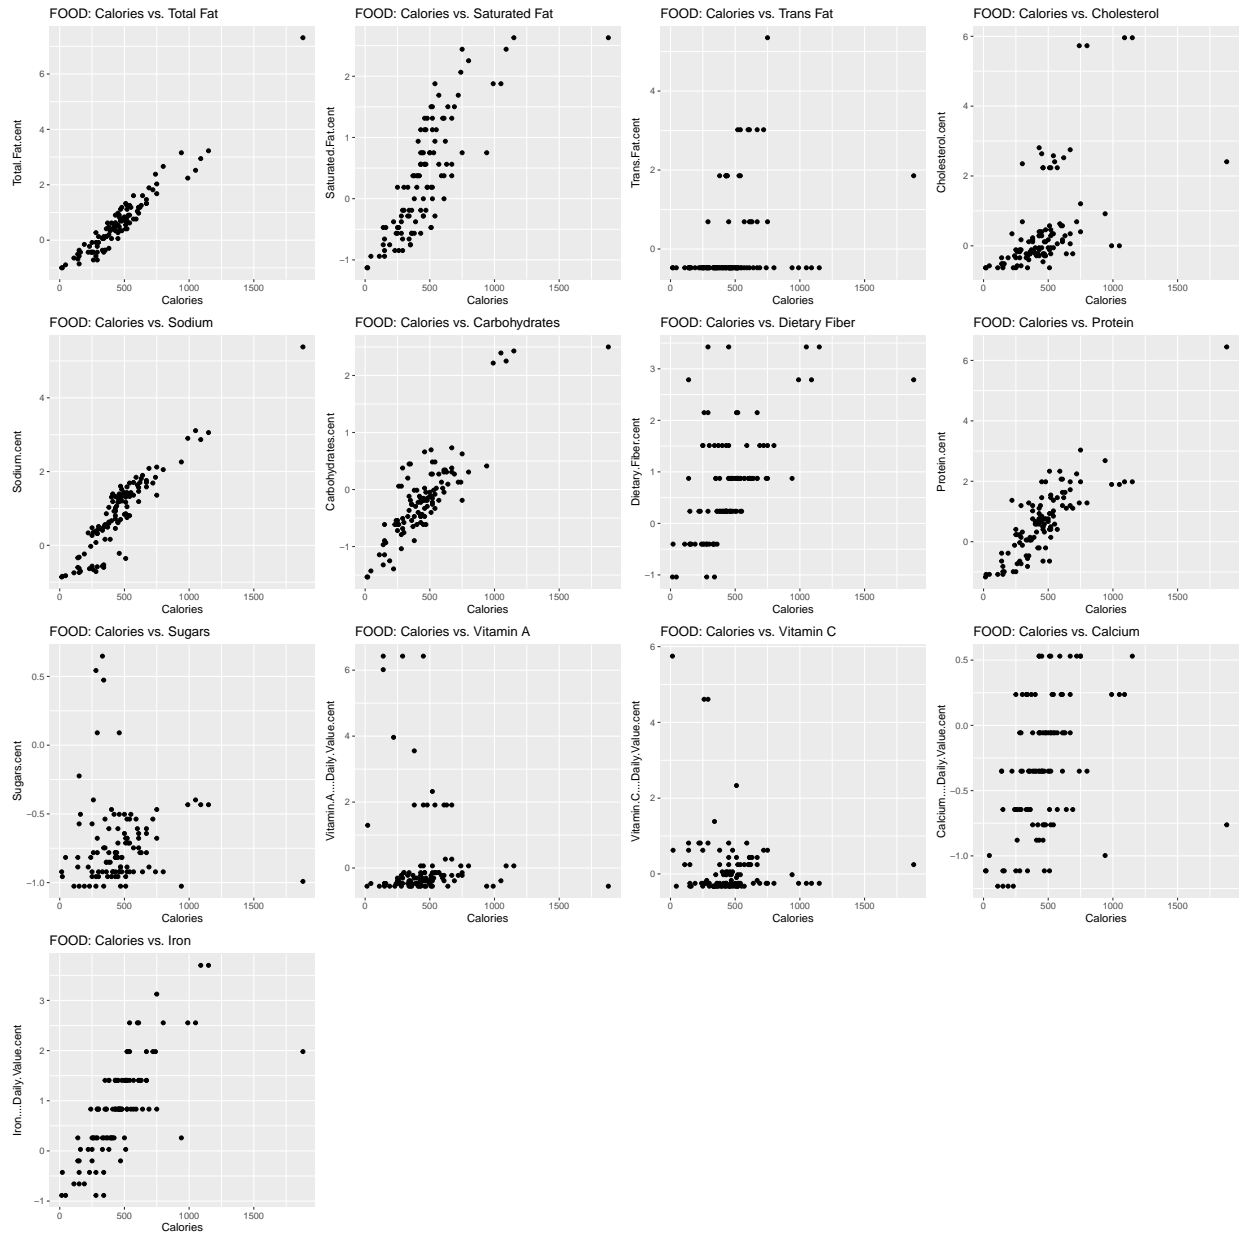 FOOD: Calories vs. Total Fat
Total.Fat.cent
6
4
2
0
0 500 1000 1500
Calories
FOOD: Calories vs. Saturated Fat
Saturated.Fat.cent
2
1
0
−1
0 500 1000 1500
Calories
FOOD: Calories vs. Trans Fat
Trans.Fat.cent
4
2
0
0 500 1000 1500
Calories
FOOD: Calories vs. Cholesterol
Cholesterol.cent
6
4
2
0
0 500 1000 1500
Calories
FOOD: Calories vs. Sodium
Sodium.cent
4
2
0
0 500 1000 1500
Calories
FOOD: Calories vs. Carbohydrates
Carbohydrates.cent
2
1
0
−1
0 500 1000 1500
Calories
FOOD: Calories vs. Dietary Fiber
Dietary.Fiber.cent
3
2
1
0
−1
0 500 1000 1500
Calories
FOOD: Calories vs. Protein
Protein.cent
6
4
2
0
0 500 1000 1500
Calories
FOOD: Calories vs. Sugars
Sugars.cent
0.5
0.0
−0.5
−1.0
0 500 1000 1500
Calories
FOOD: Calories vs. Vitamin A
Vitamin.A....Daily.Value.cent
6
4
2
0
0 500 1000 1500
Calories
FOOD: Calories vs. Vitamin C
Vitamin.C....Daily.Value.cent
6
4
2
0
0 500 1000 1500
Calories
FOOD: Calories vs. Calcium
Calcium....Daily.Value.cent
0.5
0.0
−0.5
−1.0
0 500 1000 1500
Calories
FOOD: Calories vs. Iron
Iron....Daily.Value.cent
3
2
1
0
−1
0 500 1000 1500
Calories